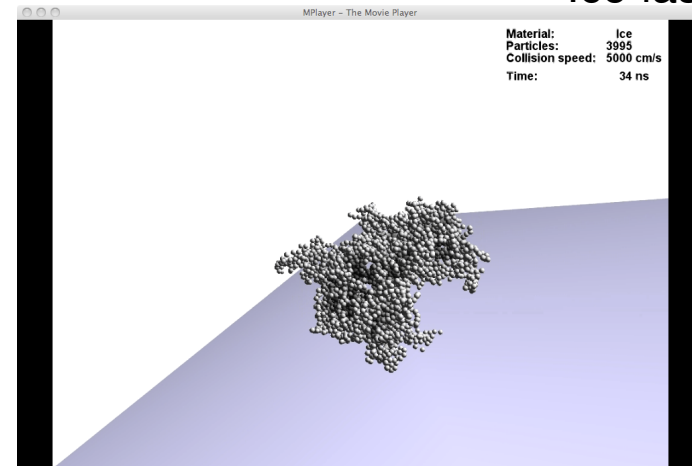 MPlayer – The Movie Player
Material: Ice
Particles: 3995
Collision speed: 5000 cm/s
Time: 34 ns